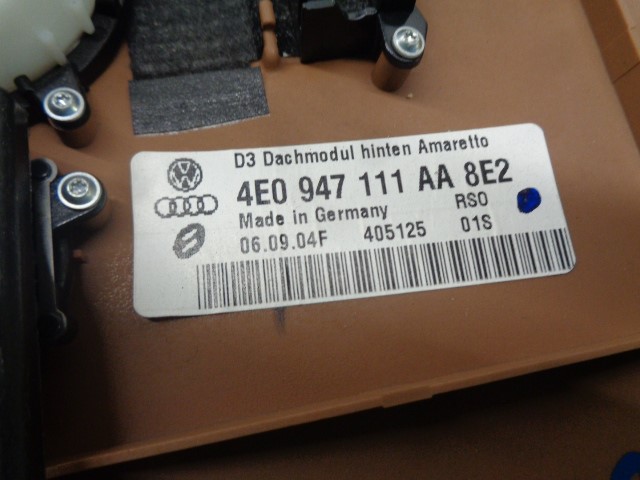 D3 Dachmodul hinten Amaretto
4E0 947 111 AA 8E2
Made in Germany RSO
06.09.04F 405125 01S